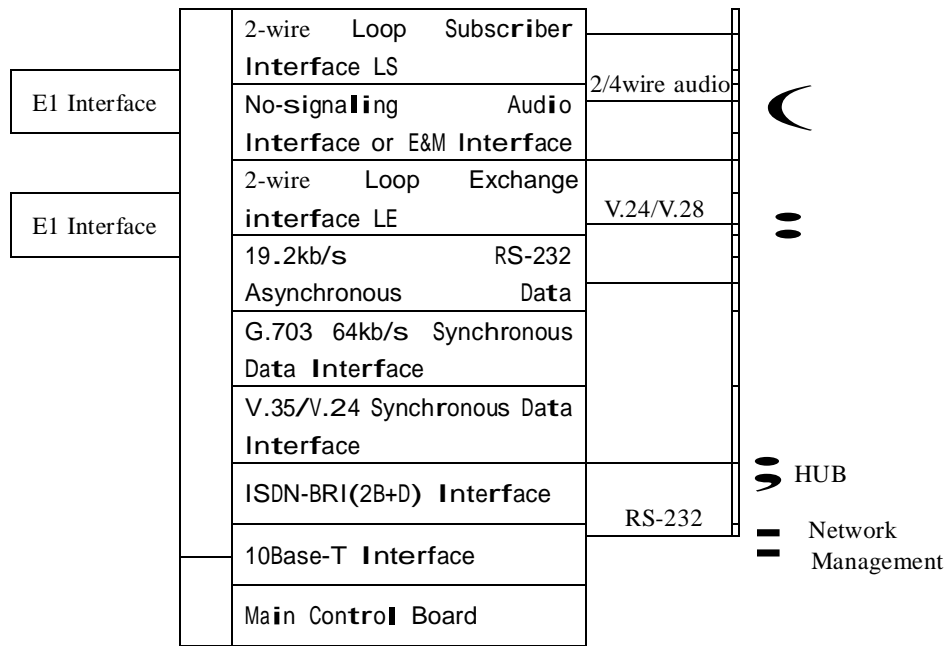 2-wire Loop Subscriber
Interface LS
2/4wire audio
E1 Interface
No-signaling Audio
Interface or E&M Interface
2-wire Loop Exchange
interface LE
V.24/V.28
E1 Interface
19.2kb/s RS-232
Asynchronous Data
G.703 64kb/s Synchronous
Data Interface
V.35/V.24 Synchronous Data
Interface
HUB
ISDN-BRI(2B+D) Interface
RS-232
Network
Management
10Base-T Interface
Main Control Board